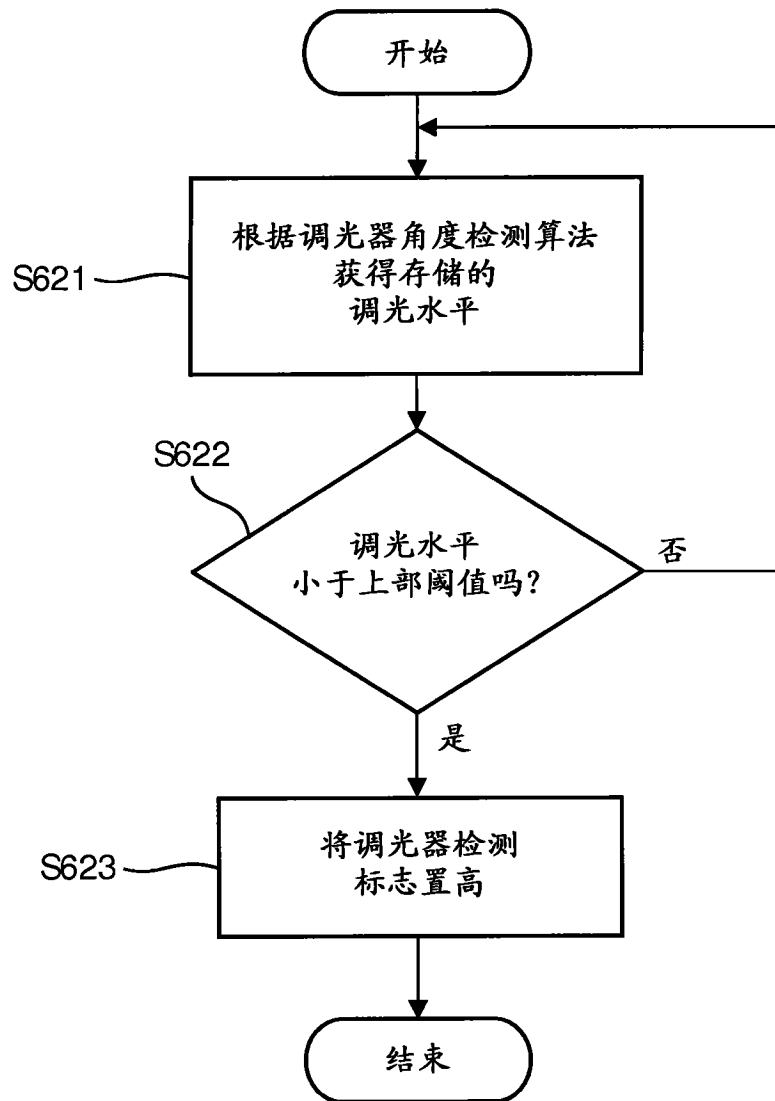 开始
根据调光器角度检测算法
获得存储的
调光水平
S621
S622
调光水平
小于上部阈值吗?
否
是
将调光器检测
标志置高
S623
结束